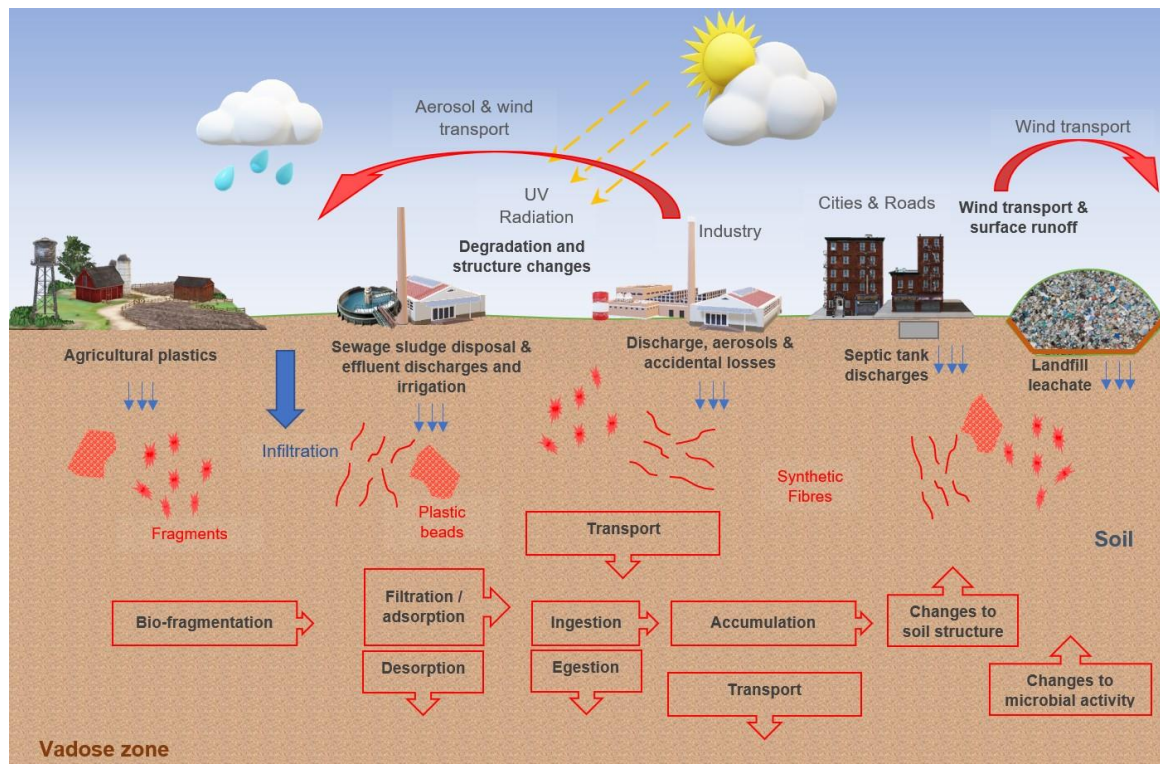 Aerosol & wind
transport
Wind transport
UV
Radiation
Cities & Roads
Wind transport &
surface runoff
Industry
Degradation and
structure changes
Agricultural plastics
Sewage sludge disposal &
effluent discharges and
irrigation
Discharge, aerosols &
accidental losses
Septic tank
discharges
Landfill
leachate
Infiltration
Fragments
Plastic
beads
Synthetic
Fibres
Transport
Soil
Bio-fragmentation
Filtration /
adsorption
Ingestion
Accumulation
Changes to
soil structure
Desorption
Egestion
Transport
Changes to
microbial activity
Vadose zone